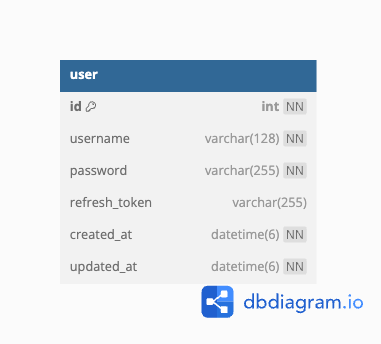 user
id int NN
username varchar(128) NN
password varchar(255) NN
refresh_token varchar(255)
created_at datetime(6) NN
updated_at datetime(6) NN
dbdiagram.io